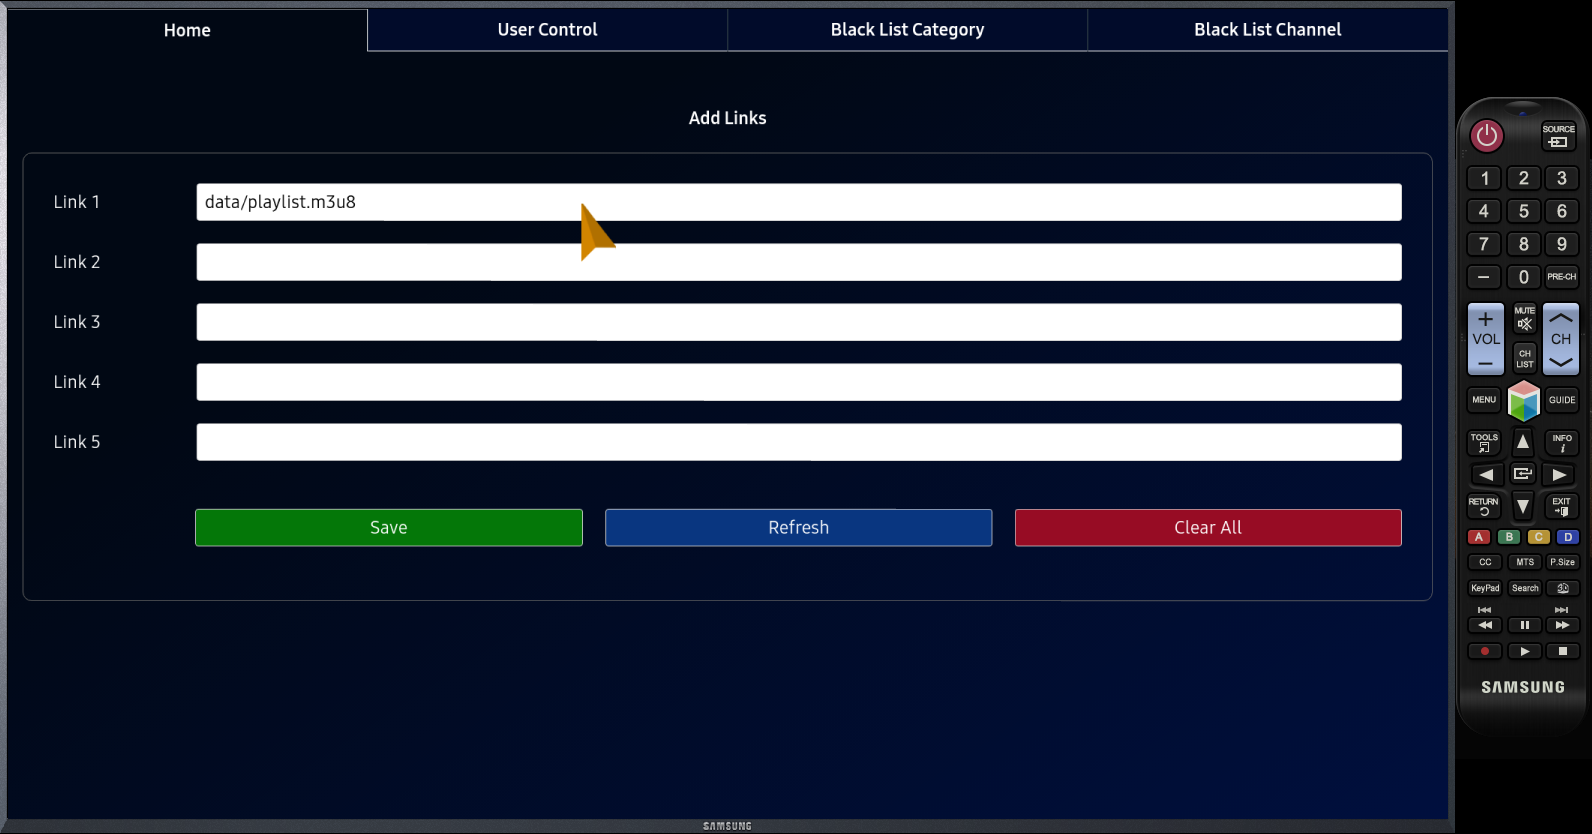 Home
User Control
Black List Category
Black List Channel
Add Links
Link 1
data/playlist.m3u8
Link 2
Link 3
Link 4
Link 5
Save
Refresh
Clear All
SAMSUNG
SOURCE
1 2 3
4 5 6
7 8 9
- 0 PRE-CH
+ VOL -
MUTE
CH LIST
CH
MENU
GUIDE
TOOLS
INFO
i
RETURN
EXIT
A B C D
CC MTS P.Size
KeyPad Search 3D
SAMSUNG